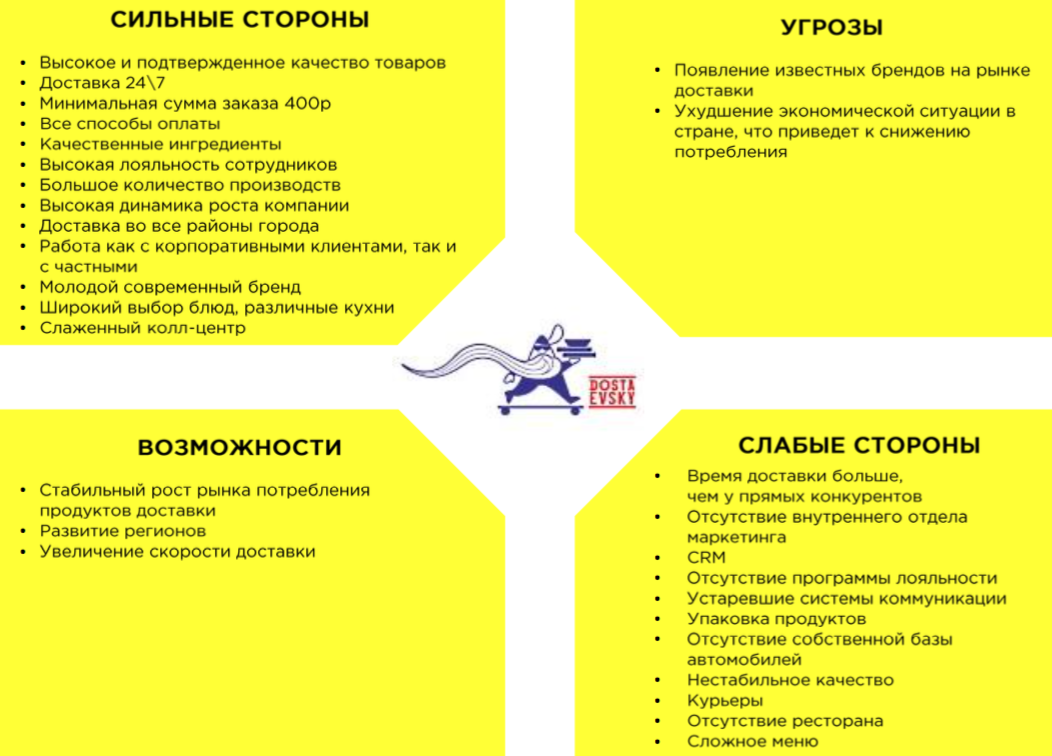 СИЛЬНЫЕ СТОРОНЫ
• Высокое и подтвержденное качество товаров
• Доставка 24\7
• Минимальная сумма заказа 400р
• Все способы оплаты
• Качественные ингредиенты
• Высокая лояльность сотрудников
• Большое количество производств
• Высокая динамика роста компании
• Доставка во все районы города
• Работа как с корпоративными клиентами, так и
с частными
• Молодой современный бренд
• Широкий выбор блюд, различные кухни
• Слаженный колл-центр
УГРОЗЫ
• Появление известных брендов на рынке
доставки
• Ухудшение экономической ситуации в
стране, что приведет к снижению
потребления
DOSTA
EVSKY
ВОЗМОЖНОСТИ
• Стабильный рост рынка потребления
продуктов доставки
• Развитие регионов
• Увеличение скорости доставки
СЛАБЫЕ СТОРОНЫ
• Время доставки больше,
чем у прямых конкурентов
• Отсутствие внутреннего отдела
маркетинга
• CRM
• Отсутствие программы лояльности
• Устаревшие системы коммуникации
• Упаковка продуктов
• Отсутствие собственной базы
автомобилей
• Нестабильное качество
• Курьеры
• Отсутствие ресторана
• Сложное меню